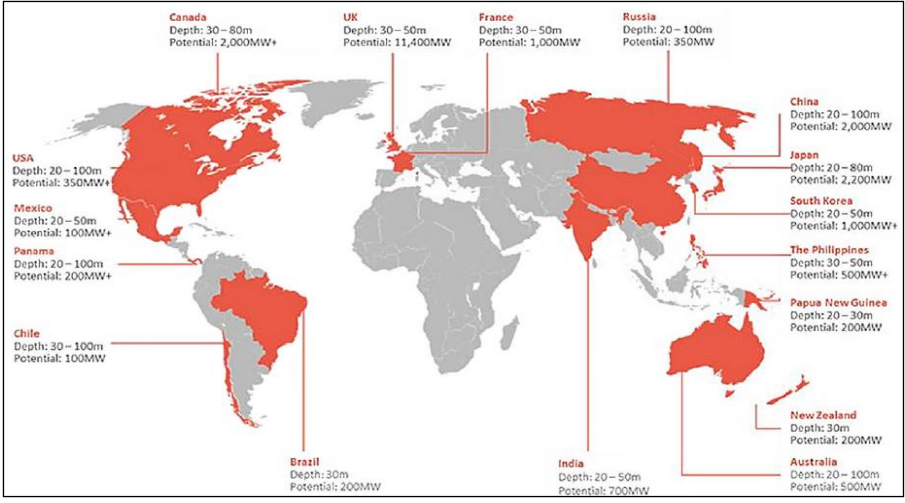 Canada
Depth: 30–80m
Potential: 2,000MW+
UK
Depth: 30–50m
Potential: 11,400MW
France
Depth: 30–50m
Potential: 1,000MW
Russia
Depth: 20–100m
Potential: 350MW
China
Depth: 20–100m
Potential: 2,000MW
Japan
Depth: 20–80m
Potential: 2,200MW
South Korea
Depth: 20–50m
Potential: 1,000MW+
The Philippines
Depth: 30–50m
Potential: 500MW+
Papua New Guinea
Depth: 20–30m
Potential: 200MW
New Zealand
Depth: 30m
Potential: 200MW
Australia
Depth: 20–100m
Potential: 500MW
USA
Depth: 20–100m
Potential: 350MW+
Mexico
Depth: 20–50m
Potential: 100MW+
Panama
Depth: 20–100m
Potential: 200MW+
Chile
Depth: 30–100m
Potential: 100MW
Brazil
Depth: 30m
Potential: 200MW
India
Depth: 20–50m
Potential: 700MW